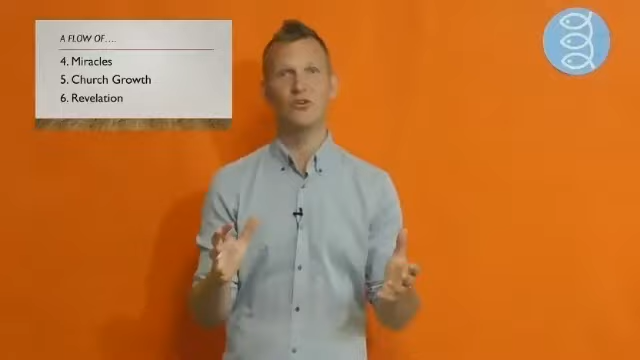 A FLOW OF....
4. Miracles
5. Church Growth
6. Revelation